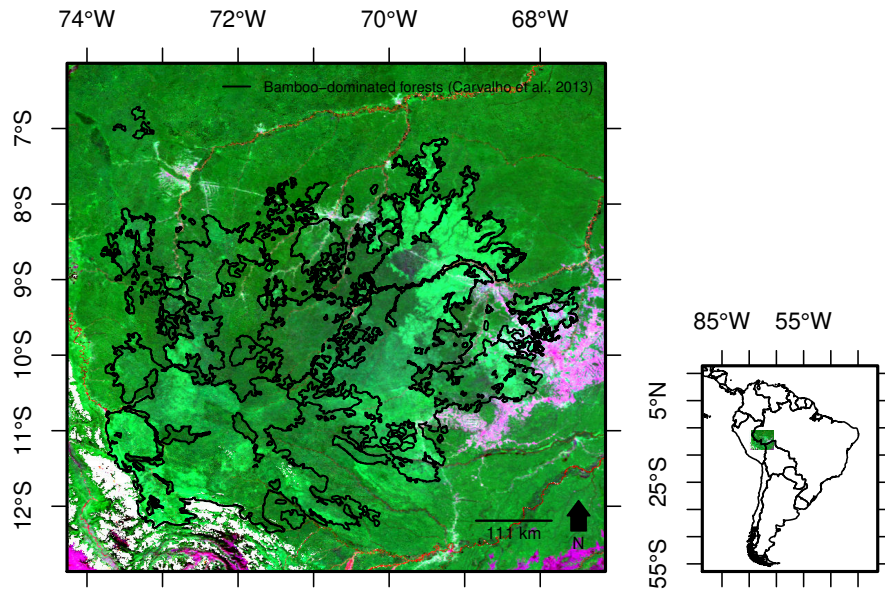 74°W 72°W 70°W 68°W
Bamboo−dominated forests (Carvalho et al., 2013)
7°S
8°S
9°S
10°S
11°S
12°S
111 km
N
85°W 55°W
5°N
25°S
55°S